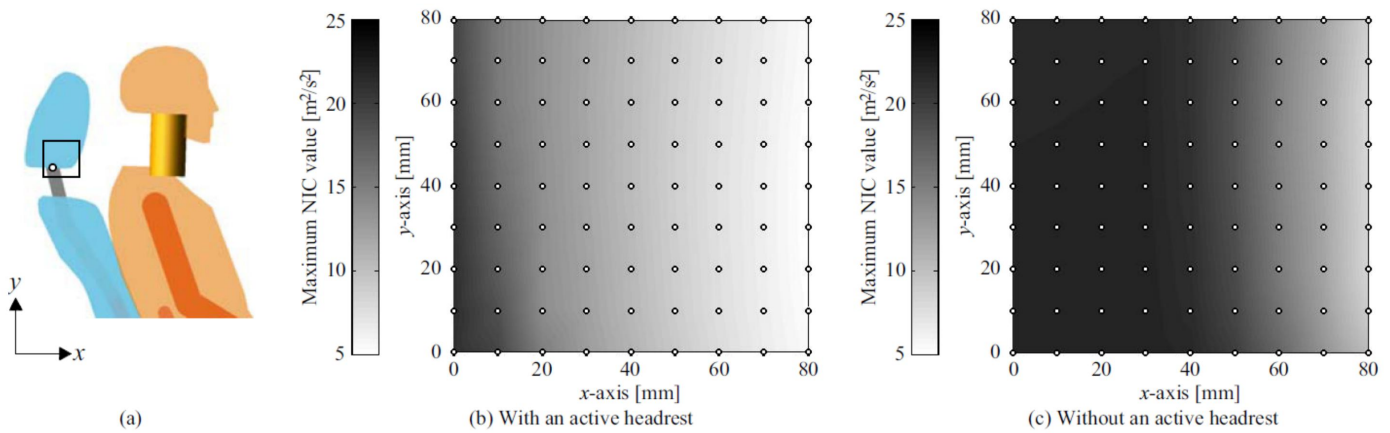 y
x
(a)
Maximum NIC value [m²/s²]
25
20
15
10
5
y-axis [mm]
80
60
40
20
0
0 20 40 60 80
x-axis [mm]
(b) With an active headrest
Maximum NIC value [m²/s²]
25
20
15
10
5
y-axis [mm]
80
60
40
20
0
0 20 40 60 80
x-axis [mm]
(c) Without an active headrest